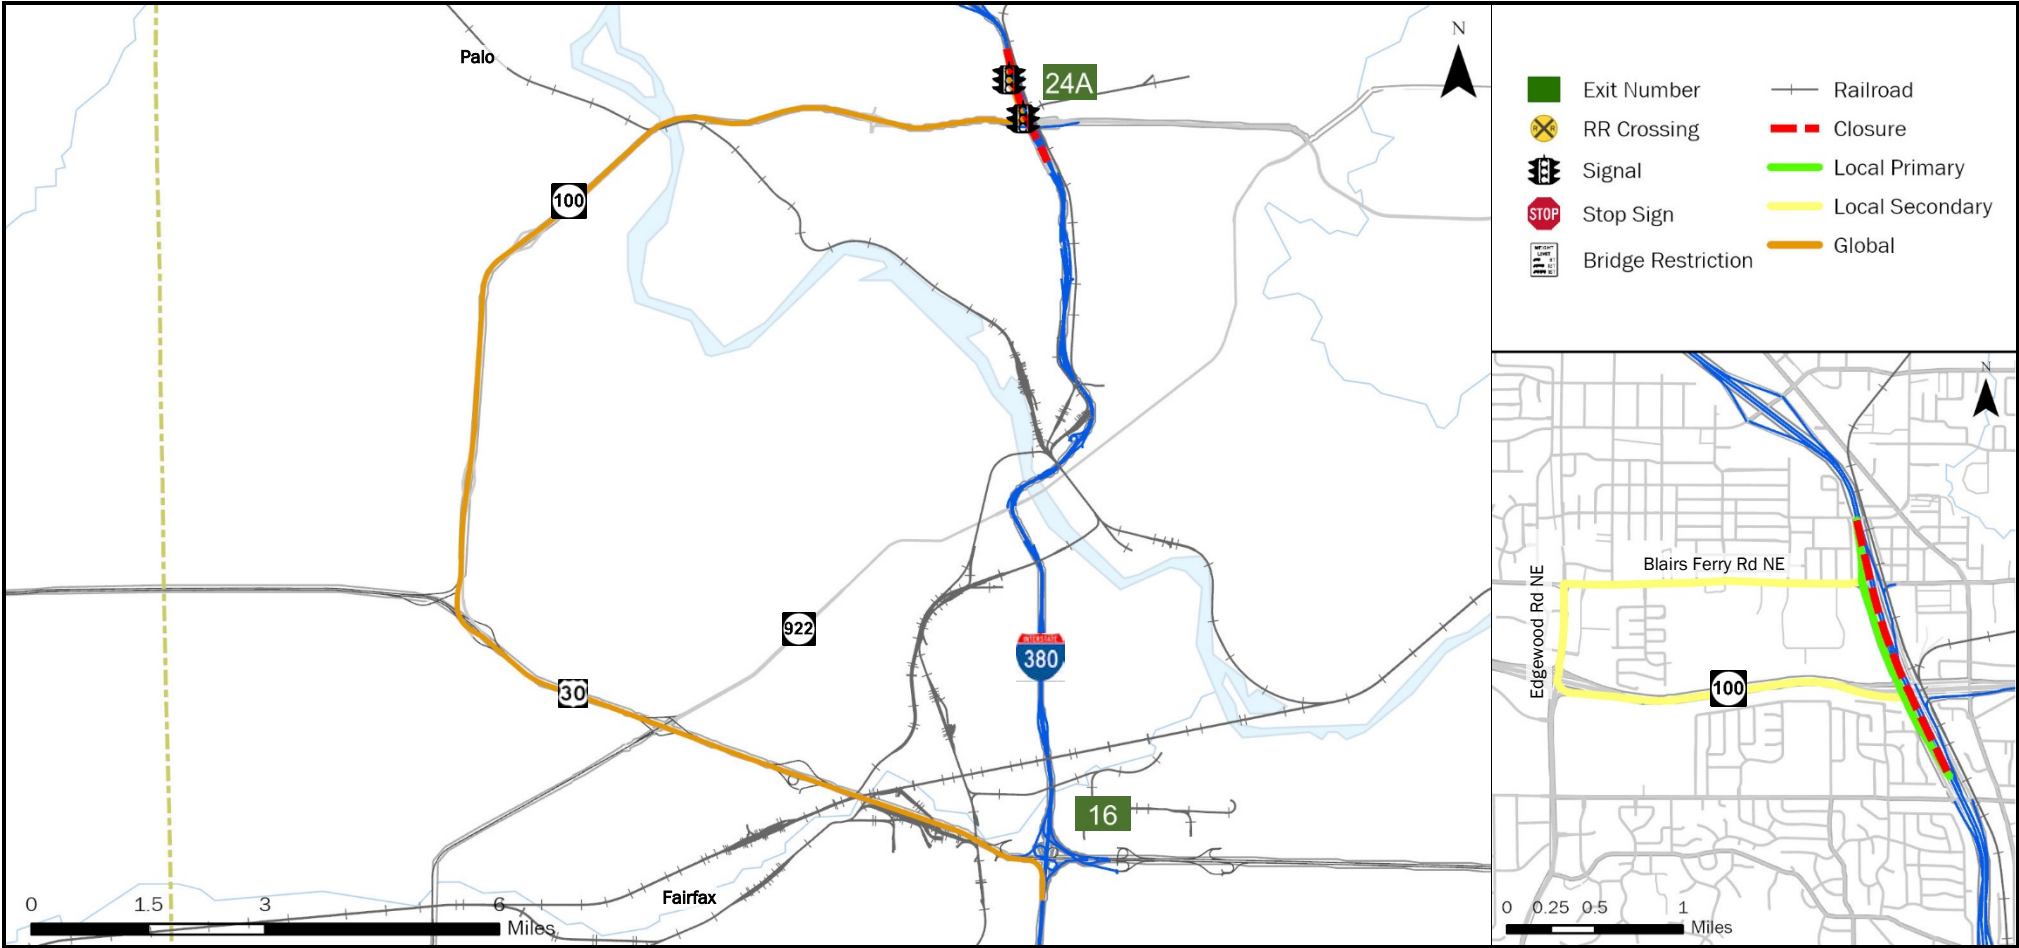 Palo
24A
N
100
922
30
INTERSTATE
380
16
Fairfax
0 1.5 3 6
Miles
Exit Number
RR Crossing
Signal
STOP
Stop Sign
WEIGHT
LIMIT
Bridge Restriction
Railroad
Closure
Local Primary
Local Secondary
Global
N
Blairs Ferry Rd NE
Edgewood Rd NE
100
0 0.25 0.5 1
Miles